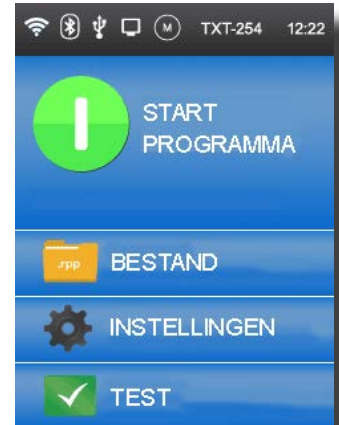 M TXT-254 12:22
START
PROGRAMMA
.rpp BESTAND
INSTELLINGEN
TEST